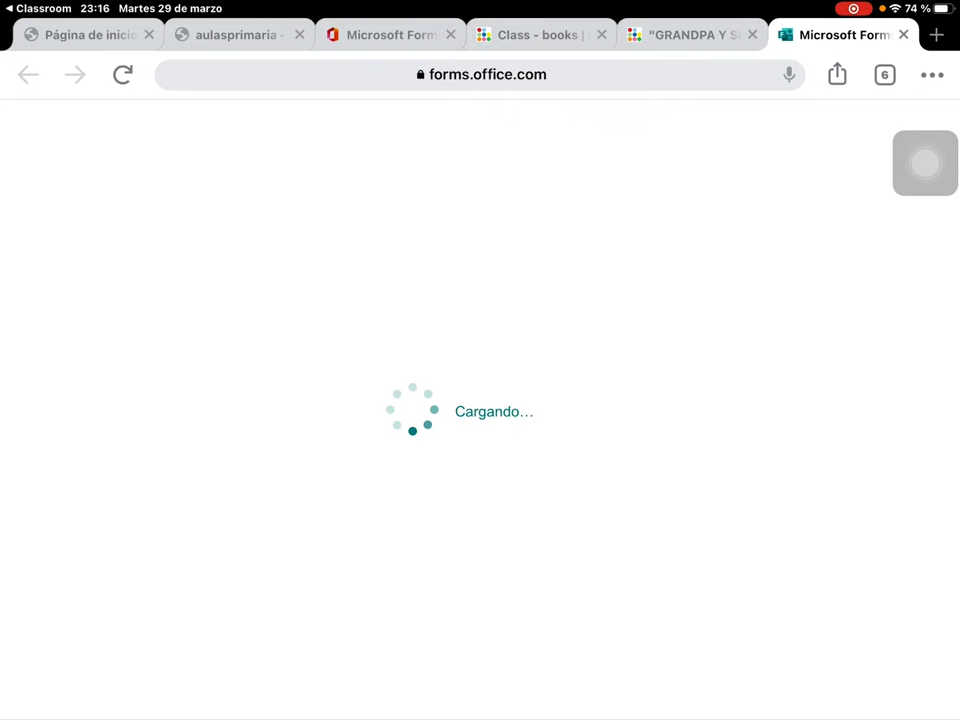 Classroom 23:16 Martes 29 de marzo 74 %
Página de inicio aulasprimaria - Microsoft Form Class - books | "GRANDPA Y S Microsoft Form
forms.office.com 6
Cargando...